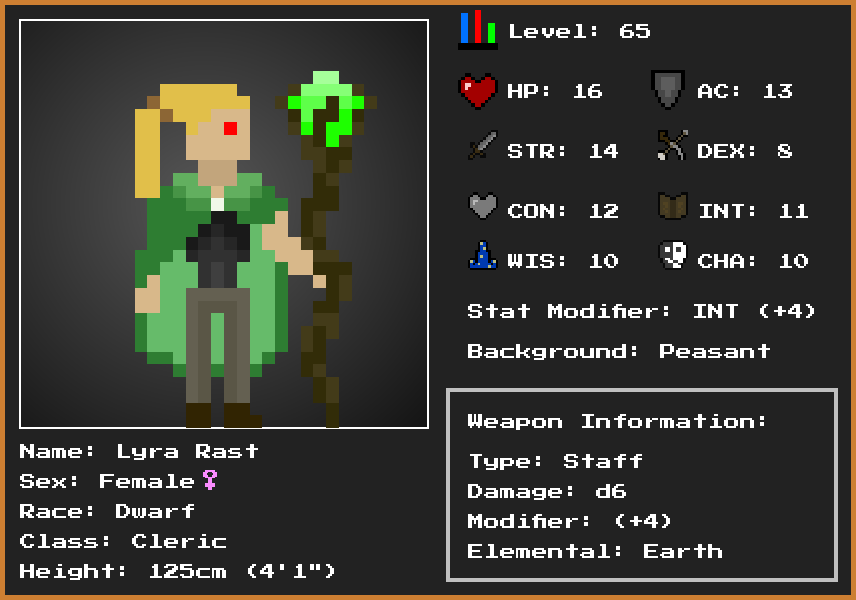 Level: 65
HP: 16
AC: 13
STR: 14
DEX: 8
CON: 12
INT: 11
WIS: 10
CHA: 10
Stat Modifier: INT (+4)
Background: Peasant
Weapon Information:
Type: Staff
Damage: d6
Modifier: (+4)
Elemental: Earth
Name: Lyra Rast
Sex: Female♀
Race: Dwarf
Class: Cleric
Height: 125cm (4'1")